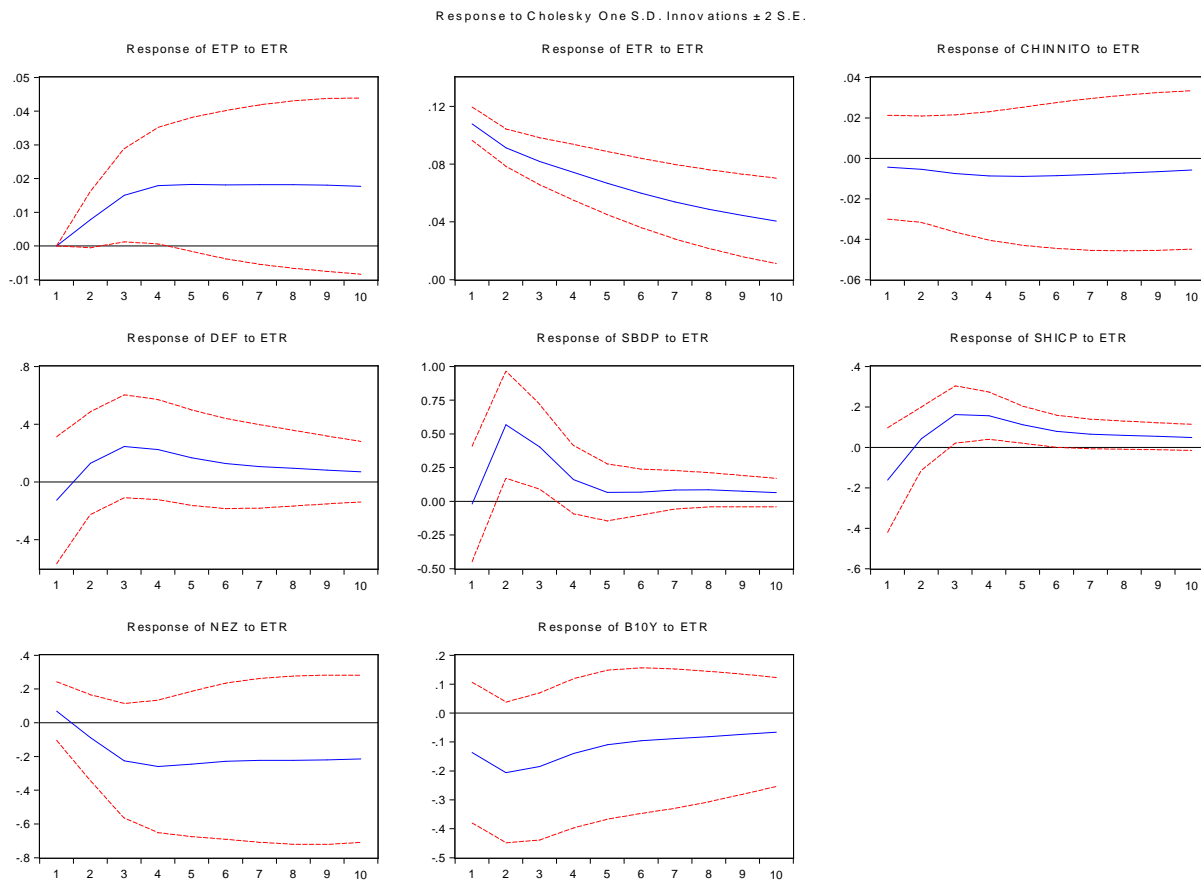 Response to Cholesky One S.D. Innovations ± 2 S.E.
Response of ETP to ETR
.05
.04
.03
.02
.01
.00
-.01
1 2 3 4 5 6 7 8 9 10
Response of ETR to ETR
.12
.08
.04
.00
1 2 3 4 5 6 7 8 9 10
Response of CHINNITO to ETR
.04
.02
.00
-.02
-.04
-.06
1 2 3 4 5 6 7 8 9 10
Response of DEF to ETR
.8
.4
.0
-.4
1 2 3 4 5 6 7 8 9 10
Response of SBDP to ETR
1.00
0.75
0.50
0.25
0.00
-0.25
-0.50
1 2 3 4 5 6 7 8 9 10
Response of SHICP to ETR
.4
.2
.0
-.2
-.4
-.6
1 2 3 4 5 6 7 8 9 10
Response of NEZ to ETR
.4
.2
.0
-.2
-.4
-.6
-.8
1 2 3 4 5 6 7 8 9 10
Response of B10Y to ETR
.2
.1
.0
-.1
-.2
-.3
-.4
-.5
1 2 3 4 5 6 7 8 9 10